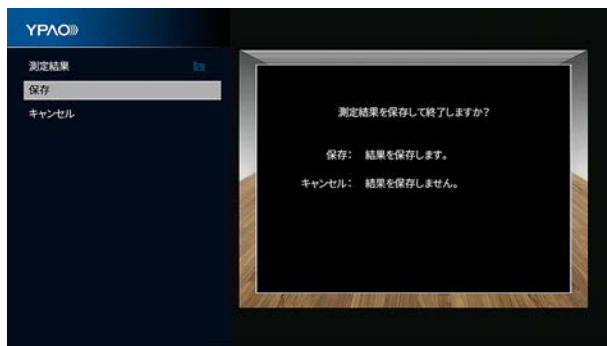 YPAO
測定結果
保存
キャンセル
測定結果を保存して終了しますか?
保存: 結果を保存します。
キャンセル: 結果を保存しません。